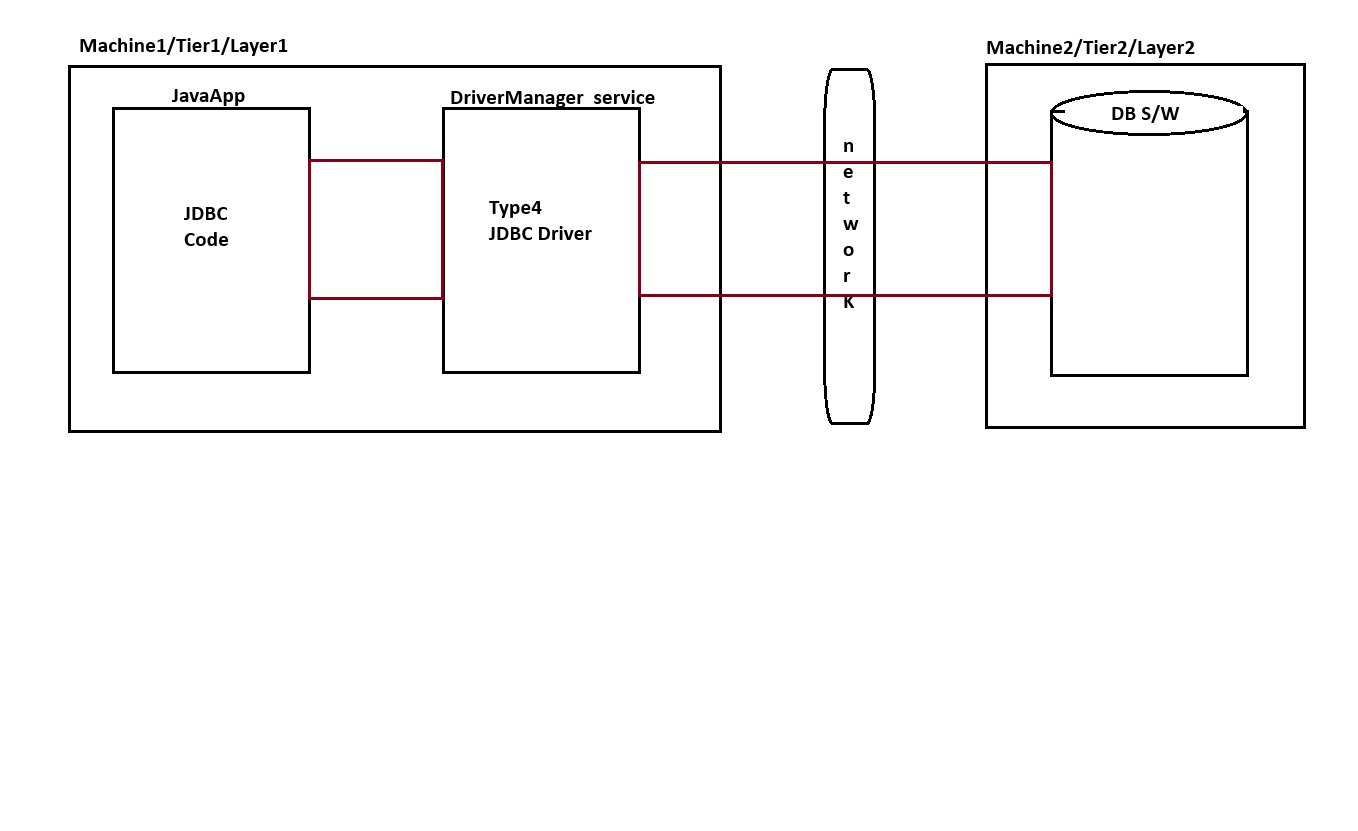 Machine1/Tier1/Layer1
Machine2/Tier2/Layer2
JavaApp
DriverManager service
DB S/W
JDBC
Code
Type4
JDBC Driver
n
e
t
w
o
r
K